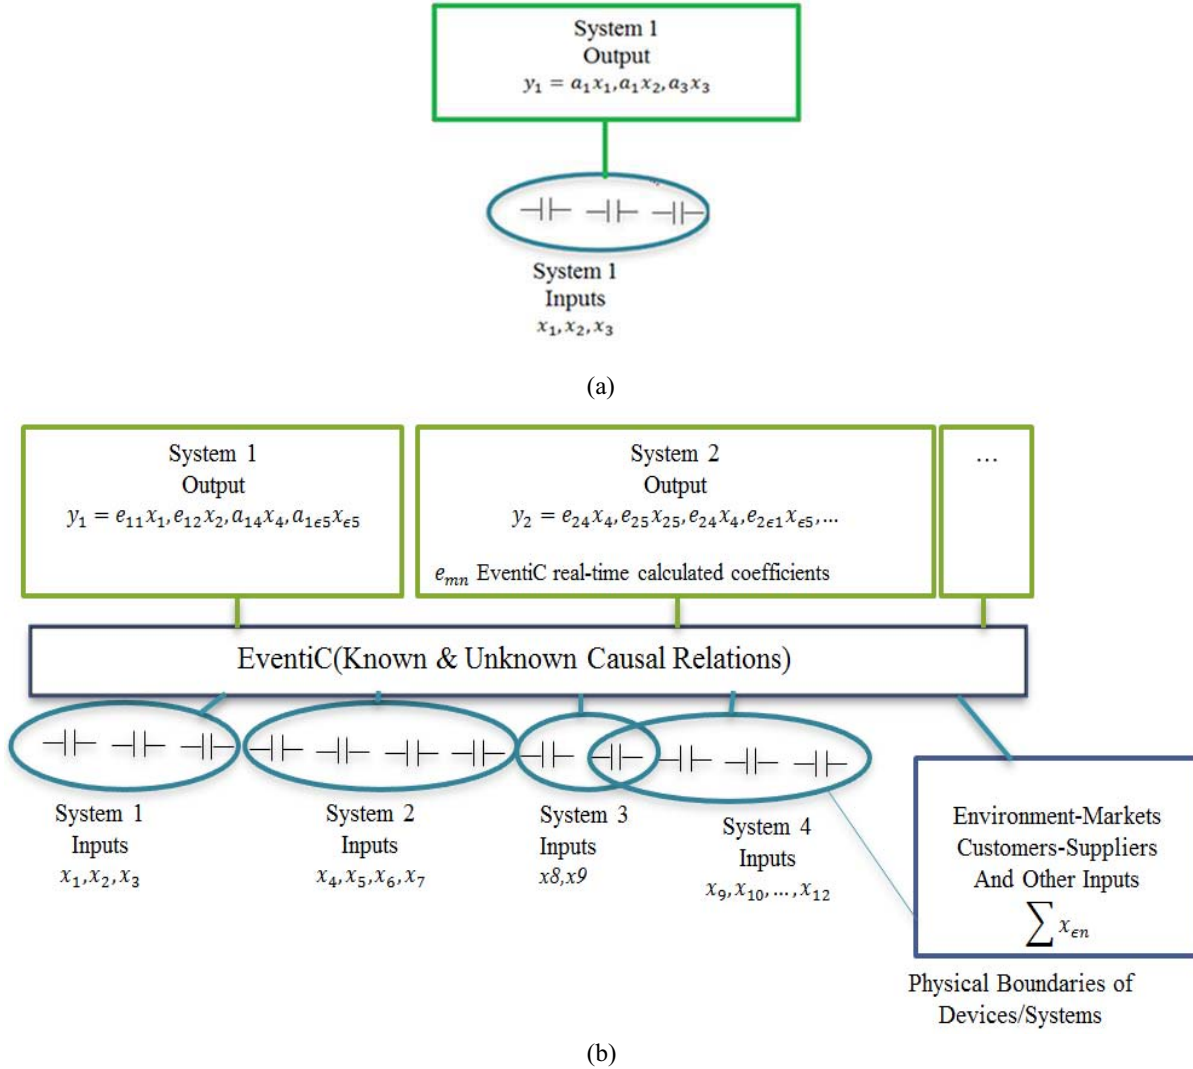 System 1
Output
y₁ = a₁x₁,a₁x₂,a₃x₃
System 1
Inputs
x₁,x₂,x₃
(a)
System 1
Output
y₁ = e₁₁x₁,e₁₂x₂,a₁₄x₄,a₁ϵ₅xϵ₅
System 2
Output
y₂ = e₂₄x₄,e₂₅x₂₅,e₂₄x₄,e₂ϵ₁xϵ₅,...
eₘₙ EventiC real-time calculated coefficients
...
EventiC(Known & Unknown Causal Relations)
System 1
Inputs
x₁,x₂,x₃
System 2
Inputs
x₄,x₅,x₆,x₇
System 3
Inputs
x8,x9
System 4
Inputs
x₉,x₁₀,...,x₁₂
Environment-Markets
Customers-Suppliers
And Other Inputs
∑ xϵₙ
Physical Boundaries of
Devices/Systems
(b)